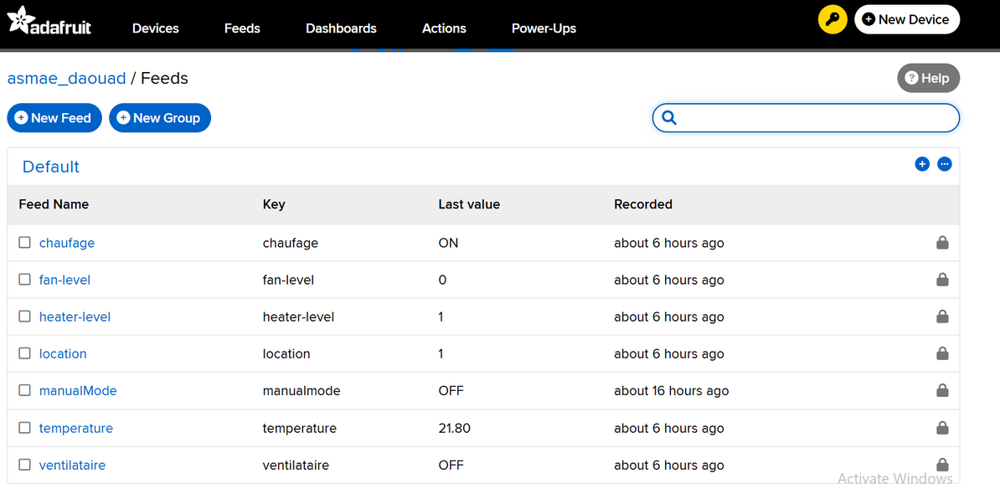 adafruit Devices Feeds Dashboards Actions Power-Ups New Device
asmae_daouad / Feeds Help
New Feed New Group
Default
Feed Name Key Last value Recorded
chaufage chaufage ON about 6 hours ago
fan-level fan-level 0 about 6 hours ago
heater-level heater-level 1 about 6 hours ago
location location 1 about 6 hours ago
manualMode manualmode OFF about 16 hours ago
temperature temperature 21.80 about 6 hours ago
ventilataire ventilataire OFF about 6 hours ago
Activate Windows